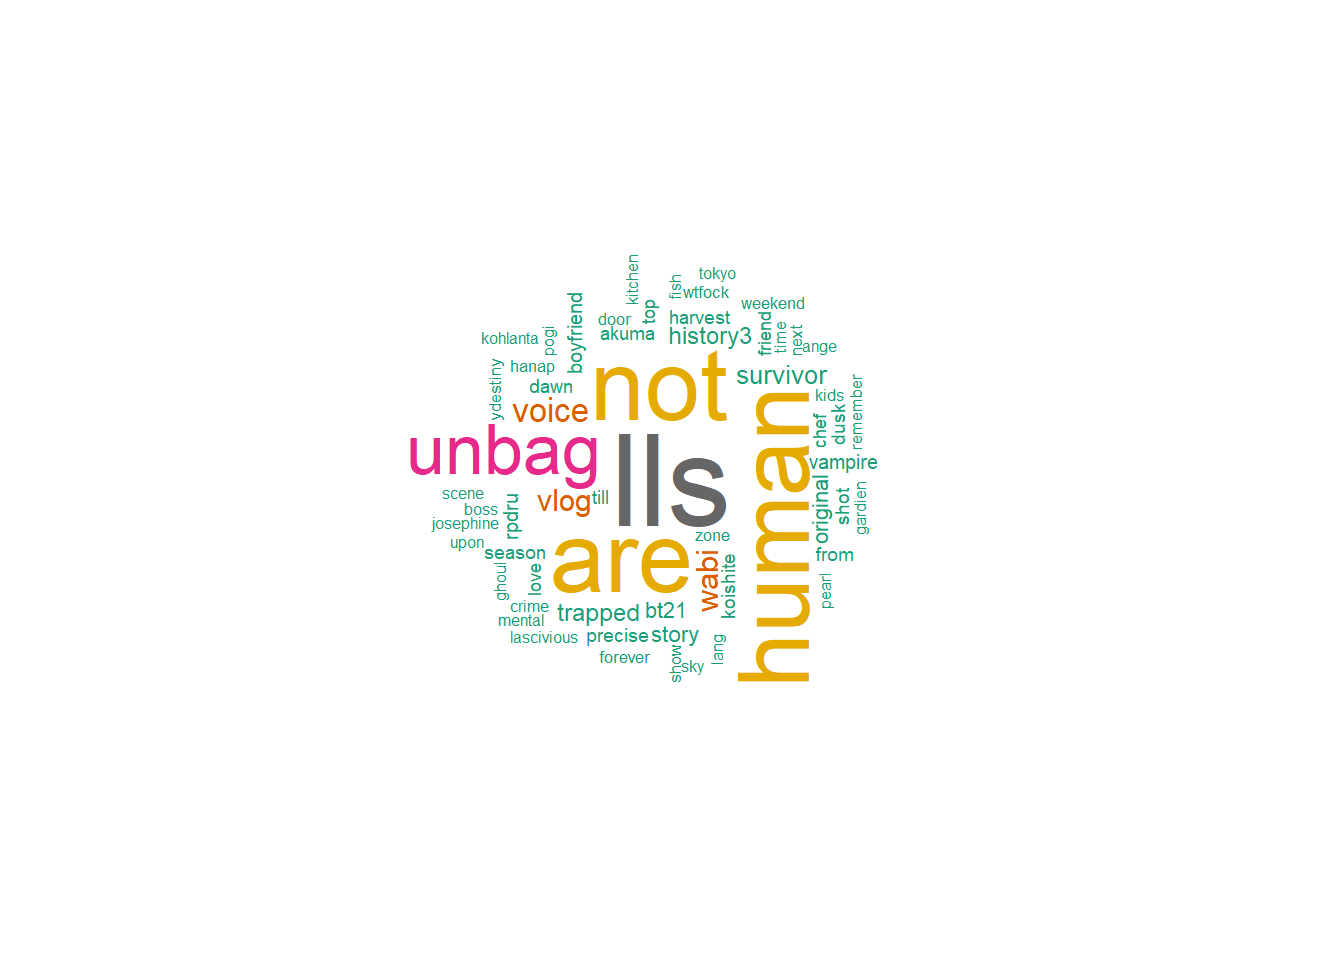 tokyo
kitchen
fish
wtfock
weekend
top
door
akuma
harvest
history3
friend
time
next
ange
kohlanta
pogi
boyfriend
hanap
dawn
ydestiny
voice
not
survivor
kids
chef
dusk
remember
unbag
lls
human
vampire
scene
boss
josephine
upon
rpdru
vlog
till
original
shot
gardien
season
are
zone
from
ghoul
love
wabi
koishite
pearl
crime
mental
lascivious
trapped
bt21
precise
story
forever
show
sky
lang